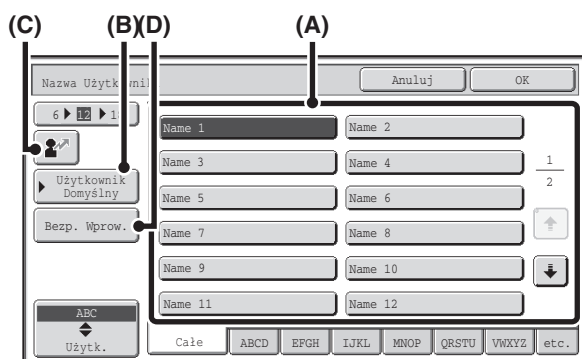 (C) (B)(D) (A)
Nazwa Użytkowni
Anuluj OK
6 12 1
Name 1 Name 2
Name 3 Name 4 1
Użytkownik
Domyślny
2
Name 5 Name 6
Bezp. Wprow.
Name 7 Name 8
Name 9 Name 10
Name 11 Name 12
ABC
Użytk.
Całe ABCD EFGH IJKL MNOP QRSTU VWXYZ etc.